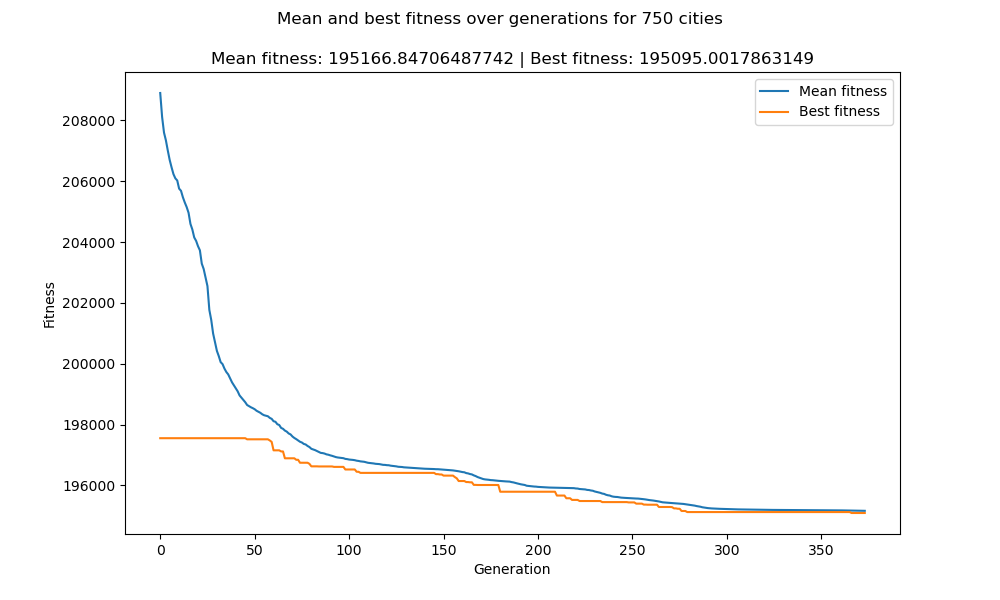 Mean and best fitness over generations for 750 cities
Mean fitness: 195166.84706487742 | Best fitness: 195095.0017863149
Mean fitness
Best fitness
208000
206000
204000
202000
200000
198000
196000
Fitness
0 50 100 150 200 250 300 350
Generation